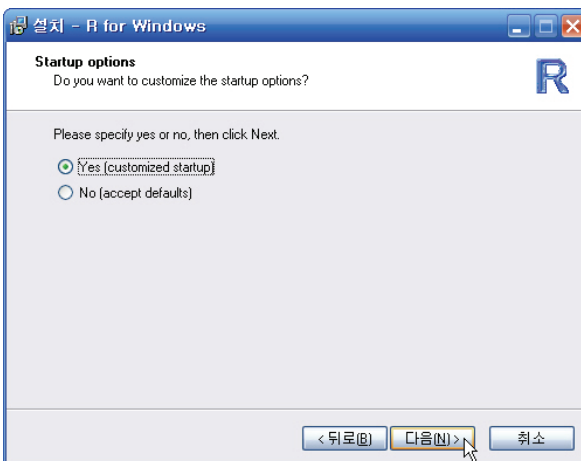 설치 - R for Windows
Startup options
Do you want to customize the startup options?
R
Please specify yes or no, then click Next.
Yes (customized startup)
No (accept defaults)
< 뒤로(B)
다음(N) >
취소